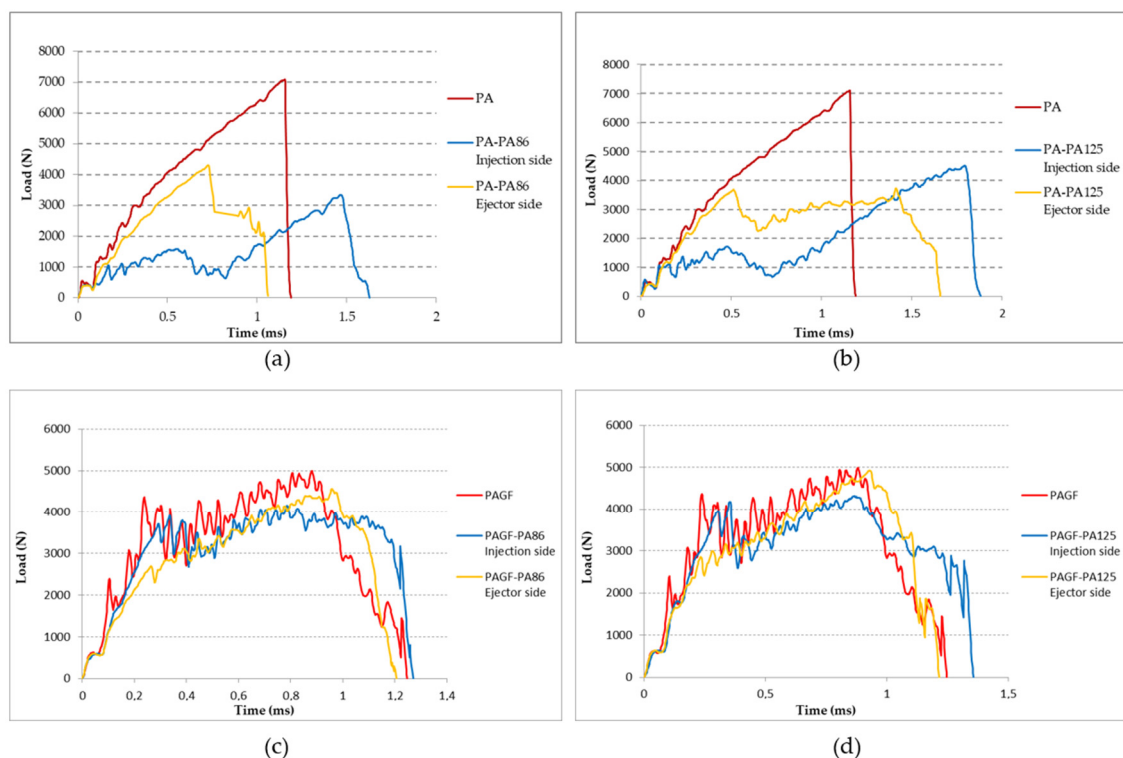 8000
7000
6000
5000
4000
3000
2000
1000
0
Load (N)
0
0.5
1
1.5
2
Time (ms)
PA
PA-PA86
Injection side
PA-PA86
Ejector side
(a)
8000
7000
6000
5000
4000
3000
2000
1000
0
Load (N)
0
0.5
1
1.5
2
Time (ms)
PA
PA-PA125
Injection side
PA-PA125
Ejector side
(b)
6000
5000
4000
3000
2000
1000
0
Load (N)
0
0,2
0,4
0,6
0,8
1
1,2
1,4
Time (ms)
PAGF
PAGF-PA86
Injection side
PAGF-PA86
Ejector side
(c)
6000
5000
4000
3000
2000
1000
0
Load (N)
0
0,5
1
1,5
Time (ms)
PAGF
PAGF-PA125
Injection side
PAGF-PA125
Ejector side
(d)